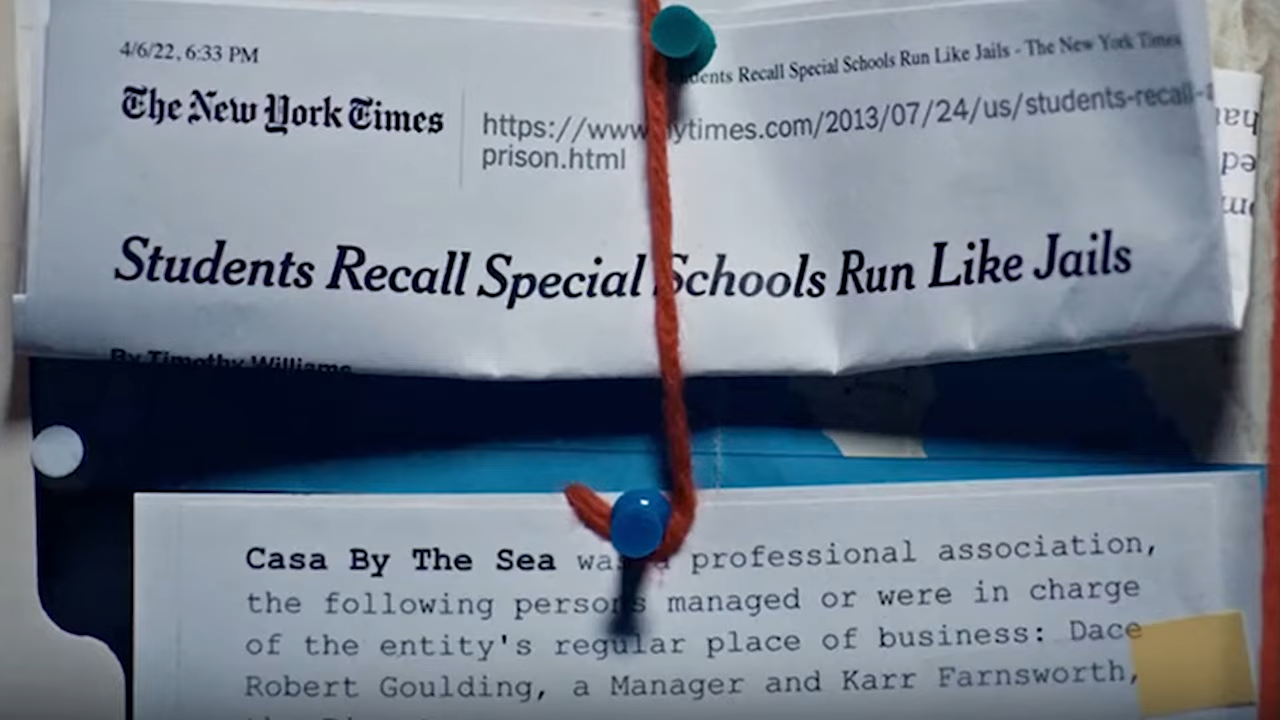 4/6/22, 6:33 PM
Recall Special Schools Run Like Jails - The New York Times
The New York Times
https://www.nytimes.com/2013/07/24/us/students-recall-
prison.html
Students Recall Special Schools Run Like Jails
By Timothy Williams
Casa By The Sea was a professional association,
the following persons managed or were in charge
of the entity's regular place of business: Dace
Robert Goulding, a Manager and Karr Farnsworth,